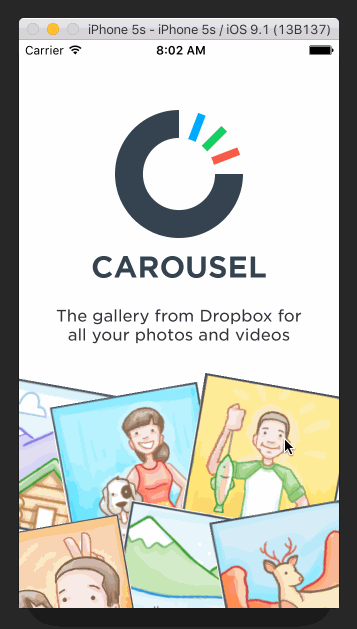 iPhone 5s - iPhone 5s / iOS 9.1 (13B137)
Carrier 8:02 AM
CAROUSEL
The gallery from Dropbox for
all your photos and videos